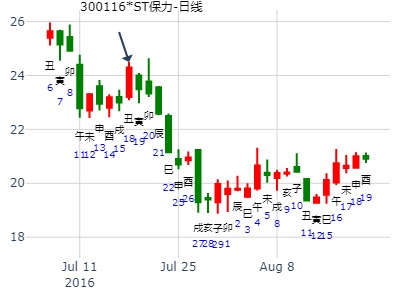 300116*ST保力-日线
26
24
22
20
18
丑 寅 卯
6 7 8
午 未 申 酉 戌 丑 寅 卯 辰
11 12 13 14 15 18 19 20 21
巳 申 酉 戌 亥 子 卯
22 25 26 27 28 29 1
辰 巳 午 未 戌 亥 子
2 3 4 5 8 9 10
丑 寅 巳 午 未 申 酉
11 12 15 16 17 18 19
Jul 11
2016
Jul 25
Aug 8